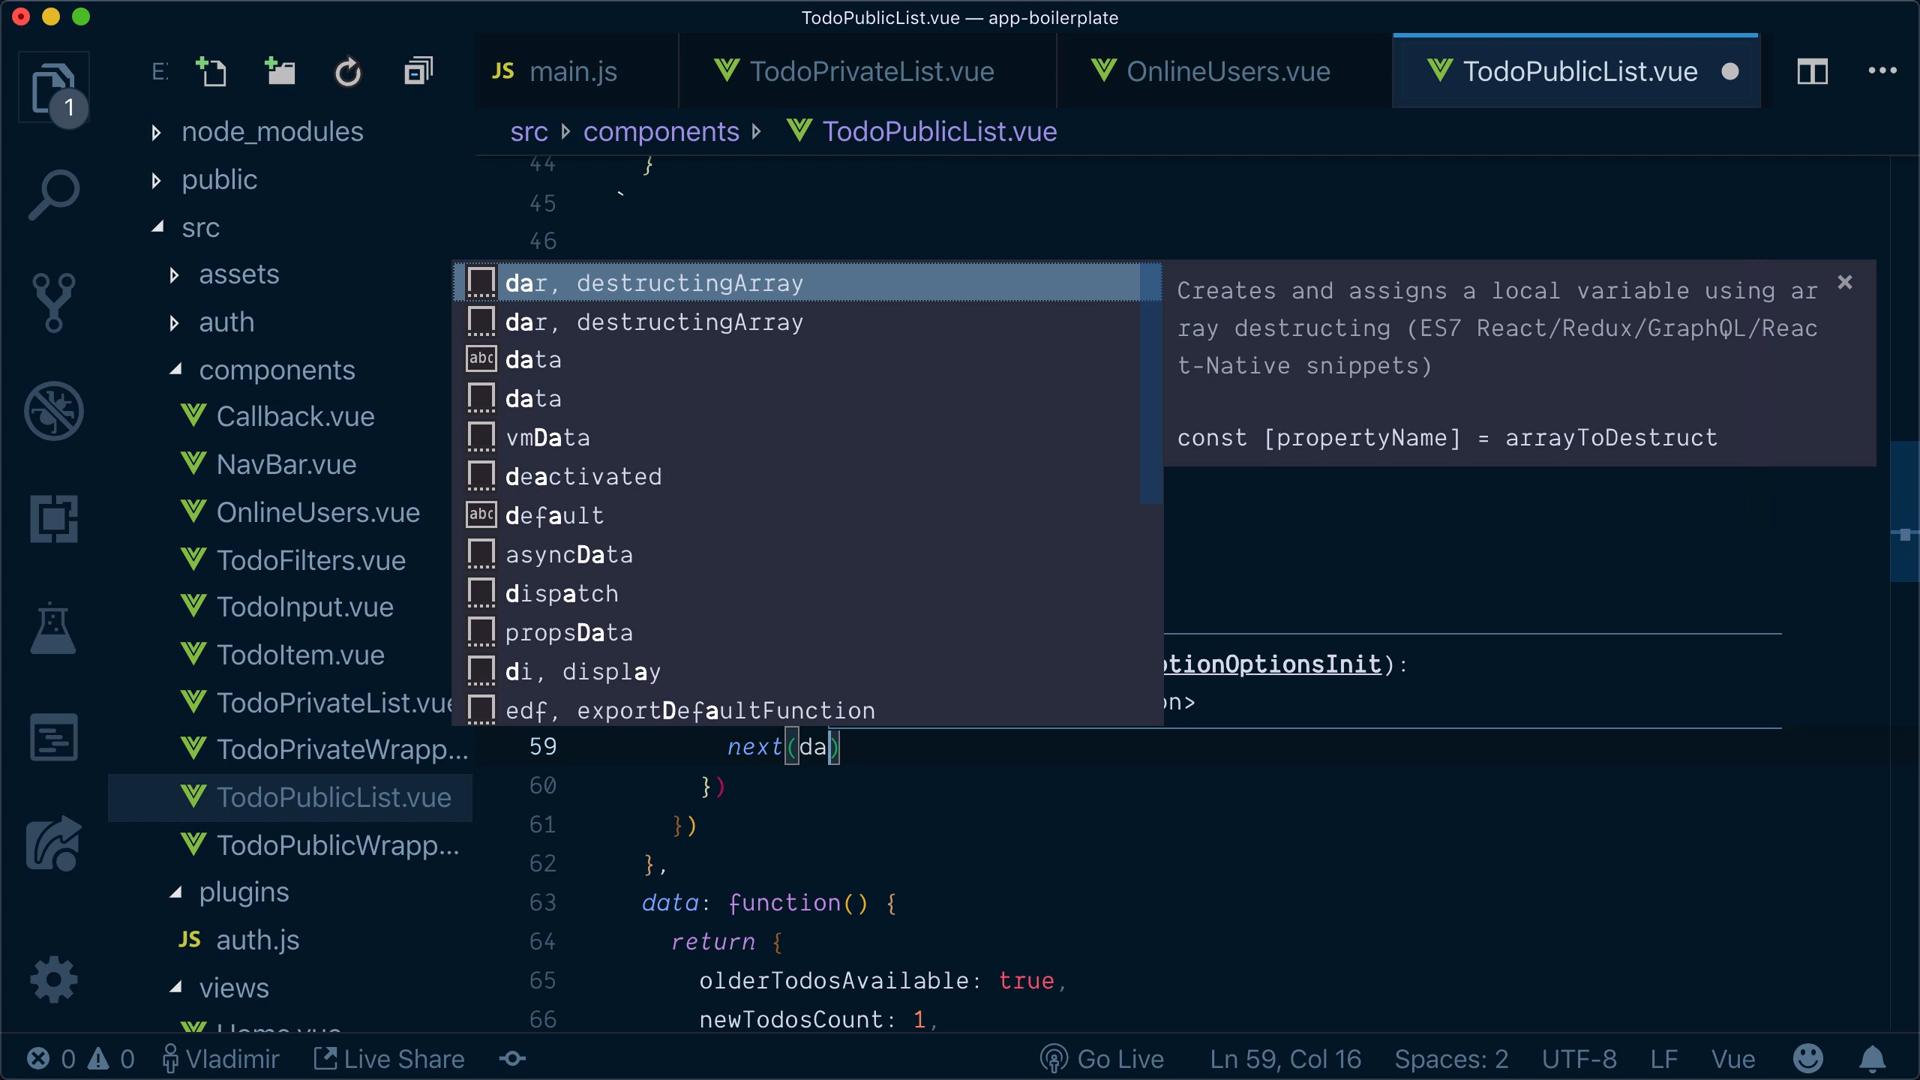 TodoPublicList.vue — app-boilerplate
E:
JS main.js
TodoPrivateList.vue
OnlineUsers.vue
TodoPublicList.vue
1
src
components
TodoPublicList.vue
node_modules
public
src
assets
auth
components
Callback.vue
NavBar.vue
OnlineUsers.vue
TodoFilters.vue
TodoInput.vue
TodoItem.vue
TodoPrivateList.vue
TodoPrivateWrapp...
TodoPublicList.vue
TodoPublicWrapp...
plugins
JS auth.js
views
Home.vue
44 }
45 `
46
dar, destructingArray
dar, destructingArray
abc data
data
vmData
deactivated
abc default
asyncData
dispatch
propsData
di, display
edf, exportDefaultFunction
Creates and assigns a local variable using ar
ray destructing (ES7 React/Redux/GraphQL/Reac
t-Native snippets)
const [propertyName] = arrayToDestruct
tionOptionsInit):
on>
59 next(da)
60 })
61 })
62 },
63 data: function() {
64 return {
65 olderTodosAvailable: true,
66 newTodosCount: 1,
0 0 Vladimir Live Share Go Live Ln 59, Col 16 Spaces: 2 UTF-8 LF Vue